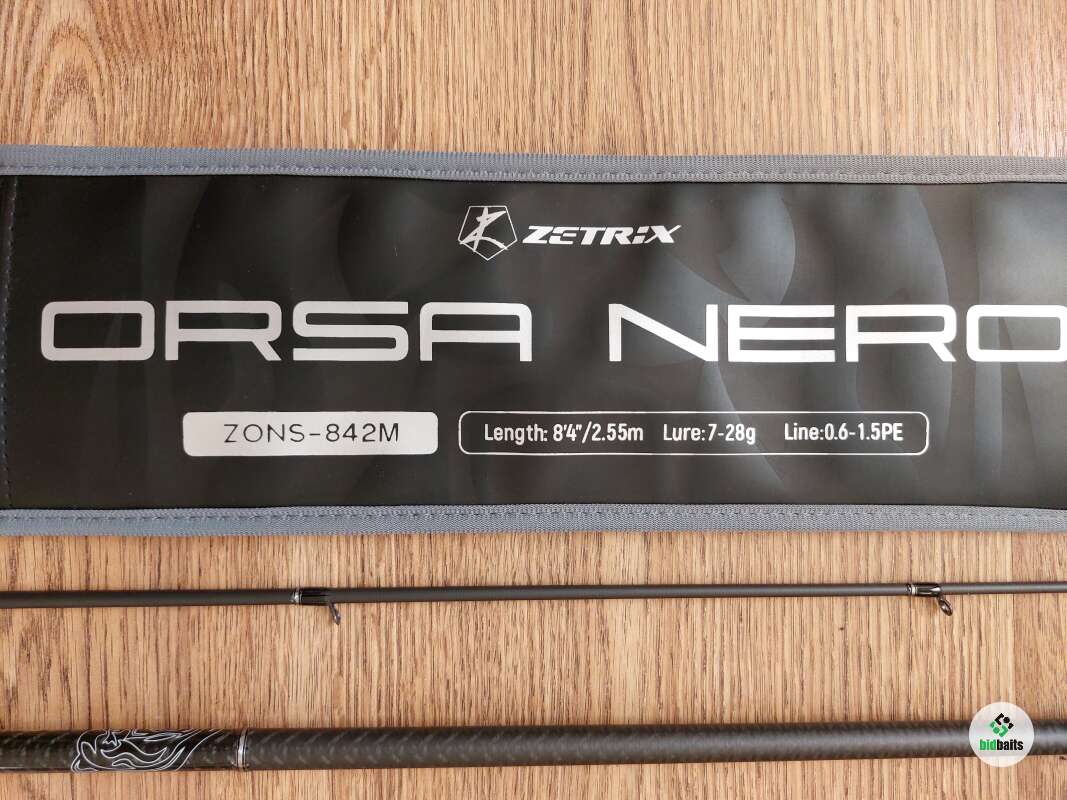 ZETRIX
ORSA NERO
ZONS-842M
Length: 8'4"/2.55m Lure:7-28g Line:0.6-1.5PE
bidbaits